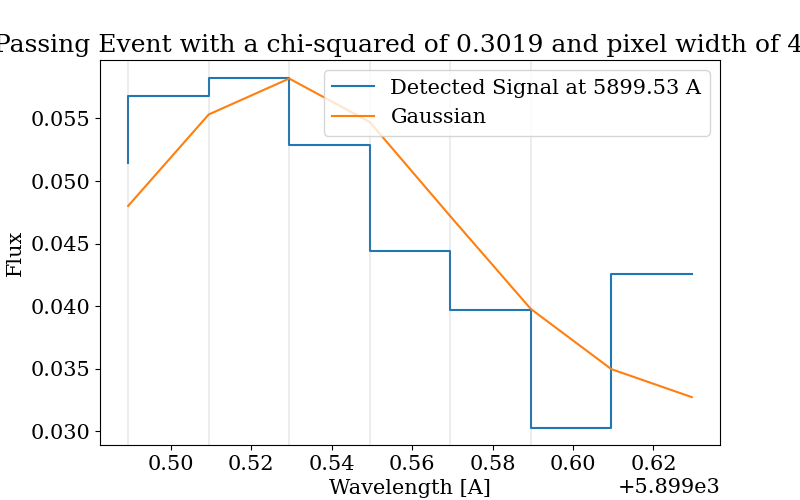 Passing Event with a chi-squared of 0.3019 and pixel width of 4
Detected Signal at 5899.53 A
Gaussian
Flux
0.055
0.050
0.045
0.040
0.035
0.030
0.50 0.52 0.54 0.56 0.58 0.60 0.62
+5.899e3
Wavelength [A]